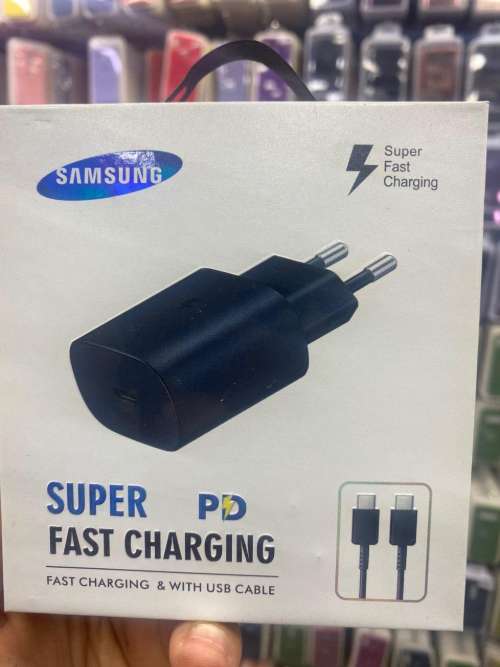 SAMSUNG
Super
Fast
Charging
SUPER PD
FAST CHARGING
FAST CHARGING & WITH USB CABLE